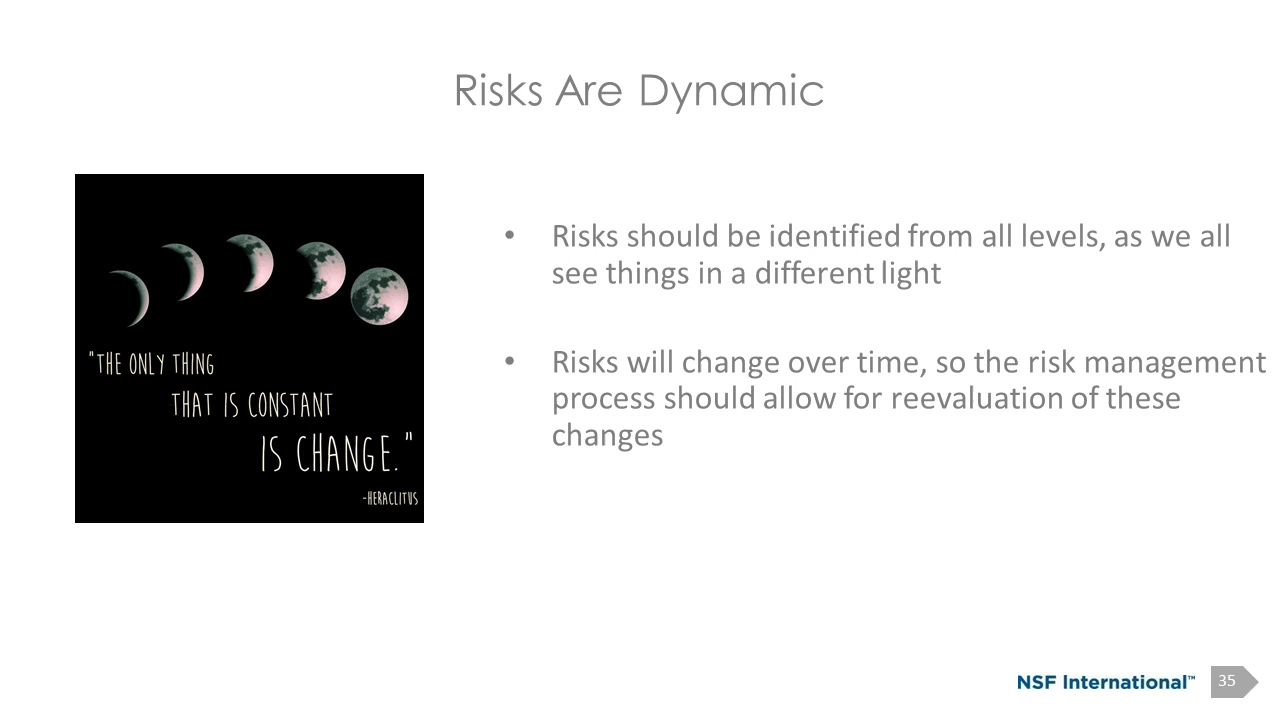 Risks Are Dynamic
"THE ONLY THING
THAT IS CONSTANT
IS CHANGE."
-HERACLITUS
• Risks should be identified from all levels, as we all
see things in a different light
• Risks will change over time, so the risk management
process should allow for reevaluation of these
changes
NSF International™
35